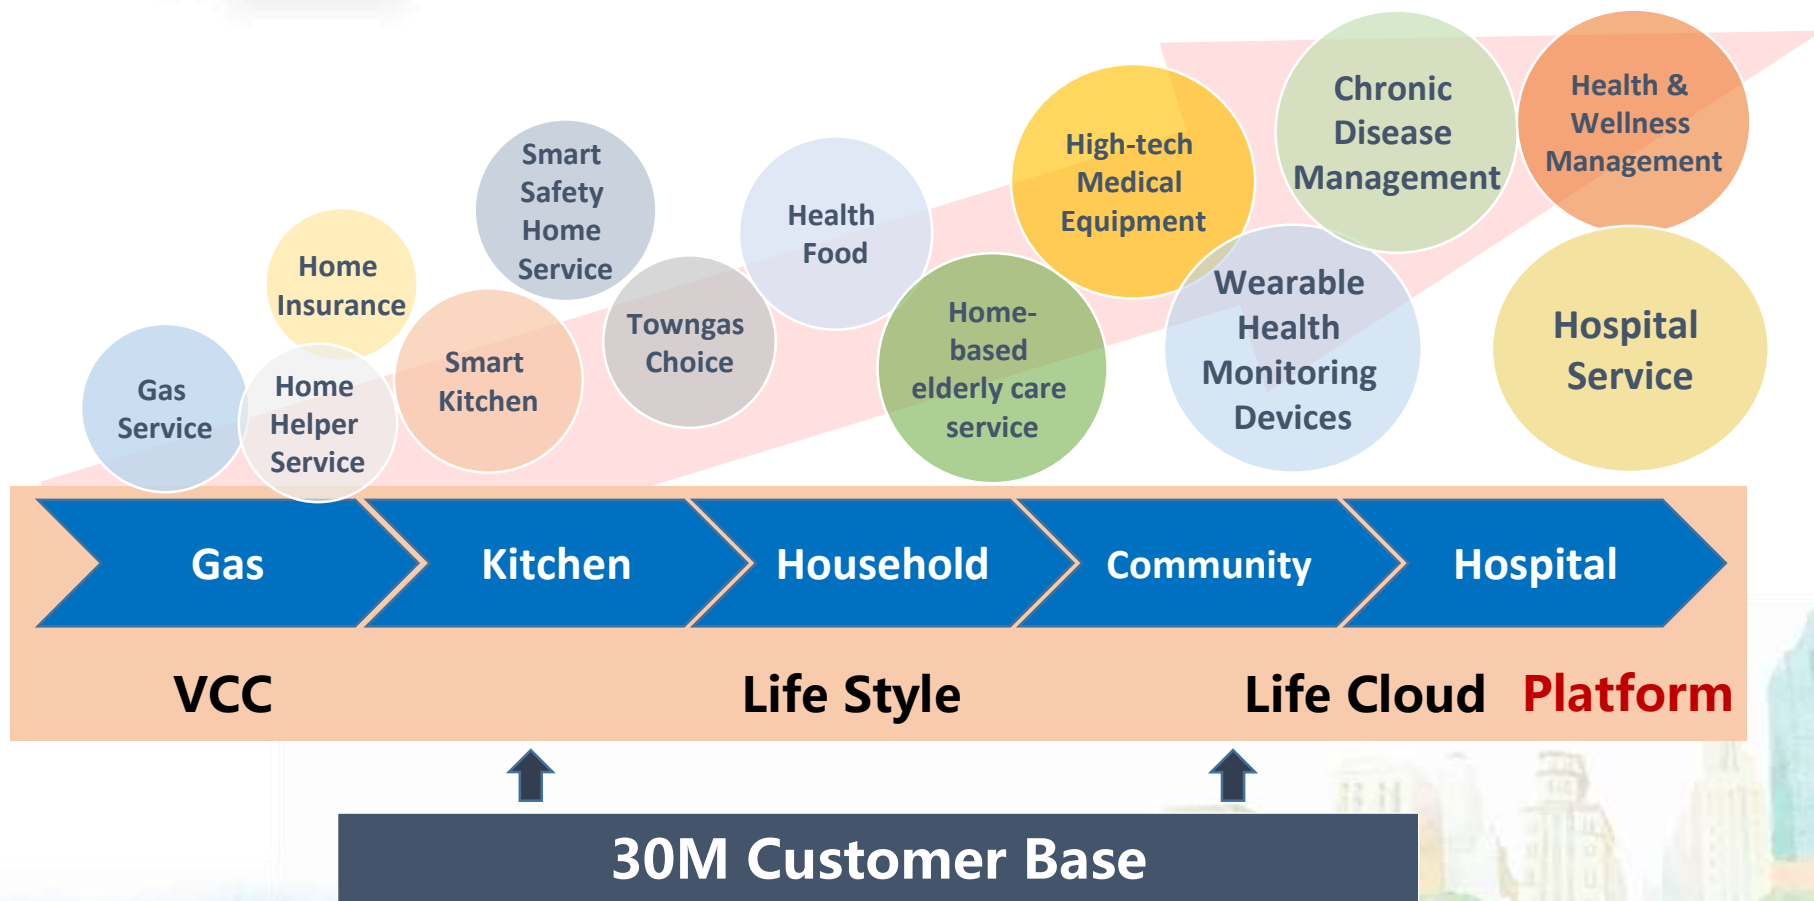 Gas
Service
Home
Insurance
Home
Helper
Service
Smart
Kitchen
Smart
Safety
Home
Service
Towngas
Choice
Health
Food
Home-
based
elderly care
service
High-tech
Medical
Equipment
Wearable
Health
Monitoring
Devices
Chronic
Disease
Management
Health &
Wellness
Management
Hospital
Service
Gas
Kitchen
Household
Community
Hospital
VCC
Life Style
Life Cloud Platform
30M Customer Base